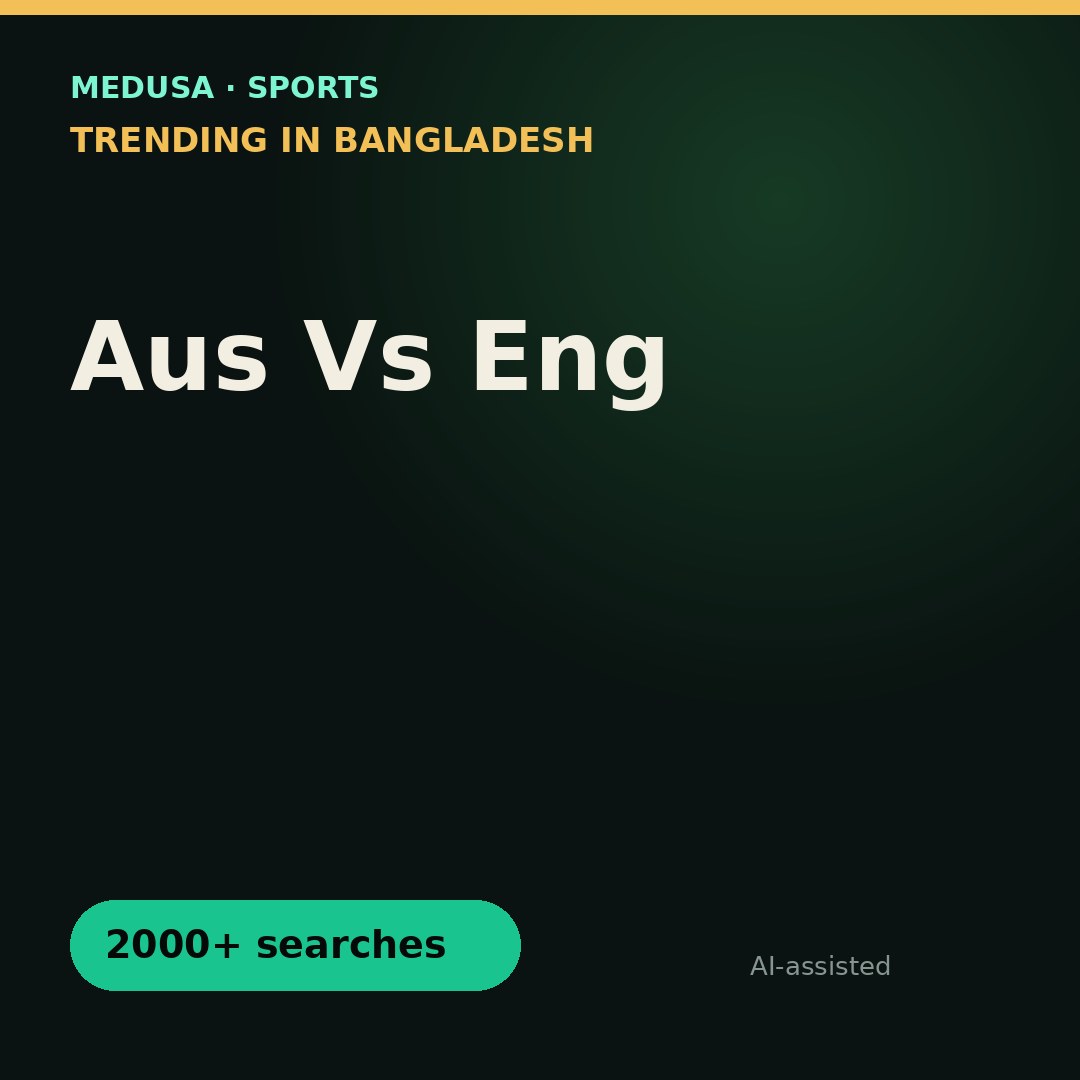 MEDUSA · SPORTS
TRENDING IN BANGLADESH
Aus Vs Eng
2000+ searches
AI-assisted